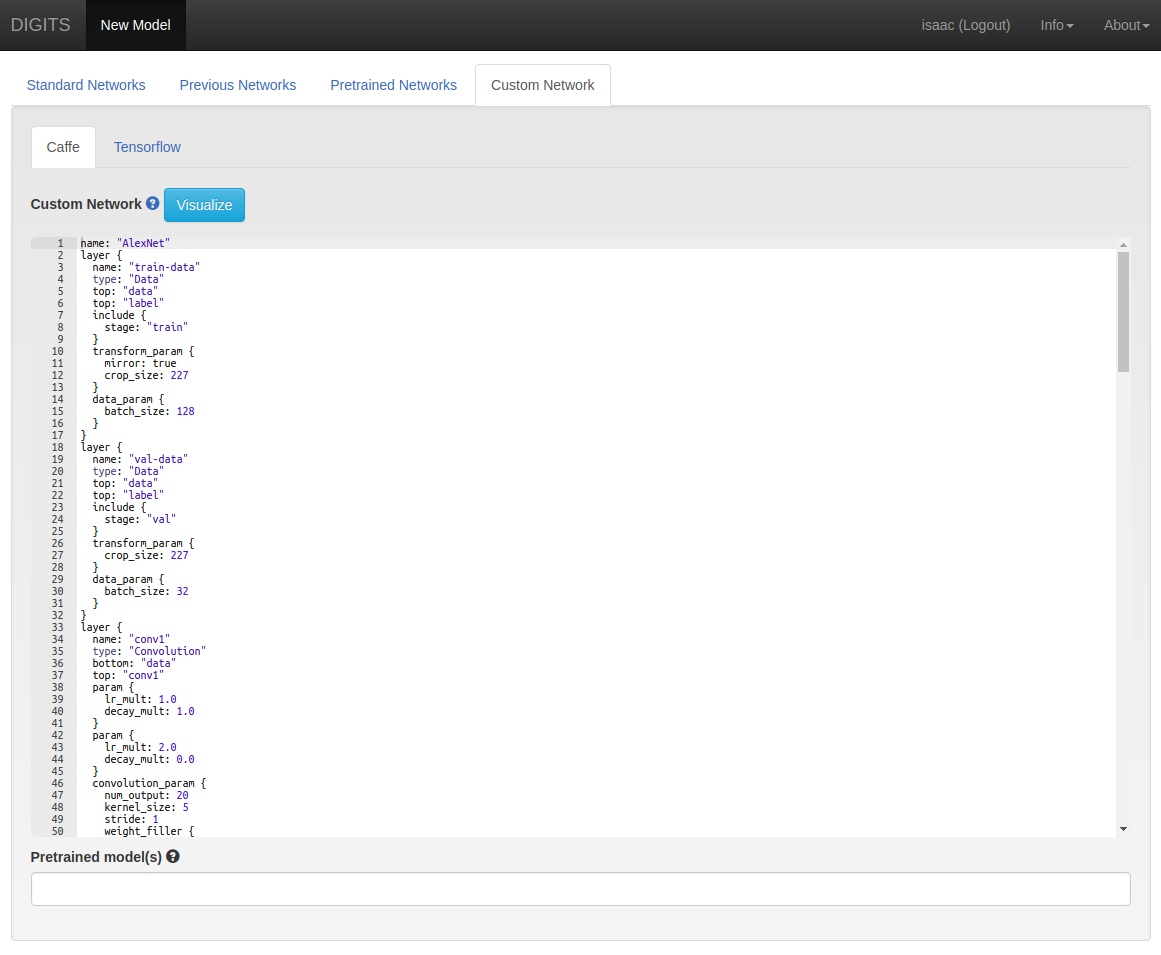 DIGITS New Model isaac (Logout) Info About
Standard Networks Previous Networks Pretrained Networks Custom Network
Caffe Tensorflow
Custom Network ? Visualize
1 name: "AlexNet"
2 layer {
3   name: "train-data"
4   type: "Data"
5   top: "data"
6   top: "label"
7   include {
8     stage: "train"
9   }
10   transform_param {
11     mirror: true
12     crop_size: 227
13   }
14   data_param {
15     batch_size: 128
16   }
17 }
18 layer {
19   name: "val-data"
20   type: "Data"
21   top: "data"
22   top: "label"
23   include {
24     stage: "val"
25   }
26   transform_param {
27     crop_size: 227
28   }
29   data_param {
30     batch_size: 32
31   }
32 }
33 layer {
34   name: "conv1"
35   type: "Convolution"
36   bottom: "data"
37   top: "conv1"
38   param {
39     lr_mult: 1.0
40     decay_mult: 1.0
41   }
42   param {
43     lr_mult: 2.0
44     decay_mult: 0.0
45   }
46   convolution_param {
47     num_output: 20
48     kernel_size: 5
49     stride: 1
50     weight_filler {
Pretrained model(s) ?